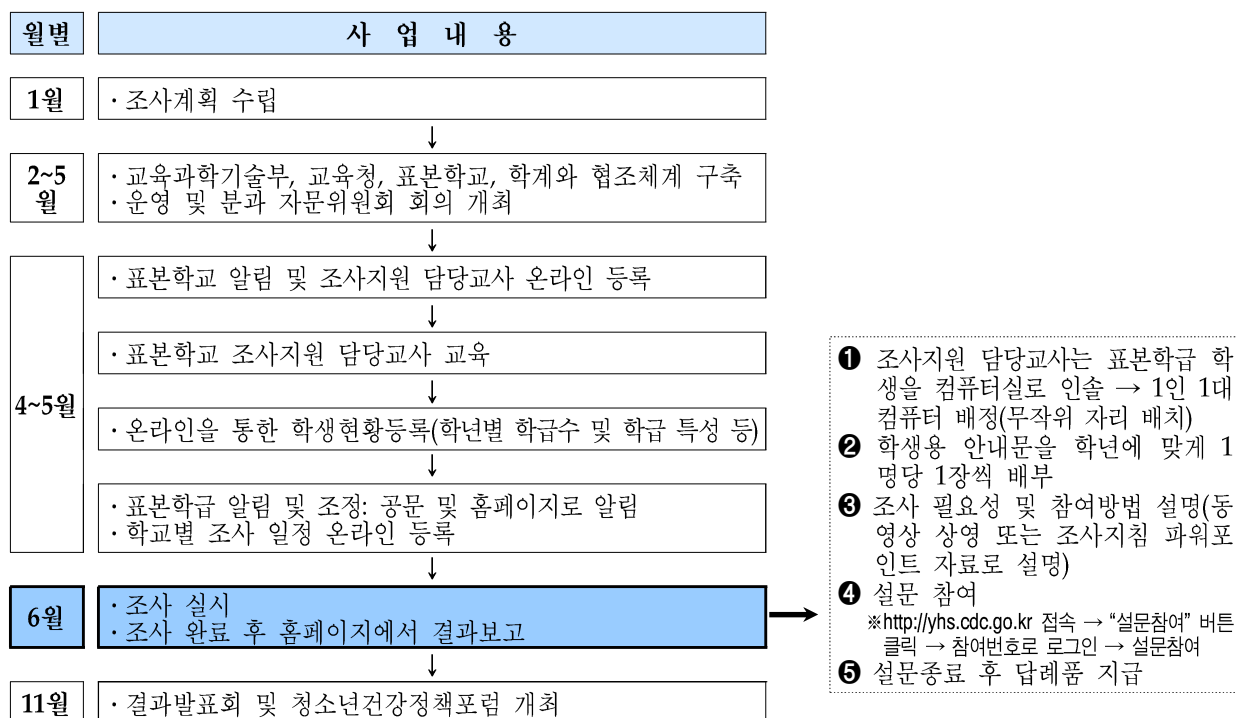 월별
사 업 내 용
1월
· 조사계획 수립
↓
2~5
월
· 교육과학기술부, 교육청, 표본학교, 학계와 협조체계 구축
· 운영 및 분과 자문위원회 회의 개최
↓
4~5월
· 표본학교 알림 및 조사지원 담당교사 온라인 등록
↓
· 표본학교 조사지원 담당교사 교육
↓
· 온라인을 통한 학생현황등록(학년별 학급수 및 학급 특성 등)
↓
· 표본학급 알림 및 조정: 공문 및 홈페이지로 알림
· 학교별 조사 일정 온라인 등록
↓
6월
· 조사 실시
· 조사 완료 후 홈페이지에서 결과보고
↓
11월
· 결과발표회 및 청소년건강정책포럼 개최
❶ 조사지원 담당교사는 표본학급 학
생을 컴퓨터실로 인솔 → 1인 1대
컴퓨터 배정(무작위 자리 배치)
❷ 학생용 안내문을 학년에 맞게 1
명당 1장씩 배부
❸ 조사 필요성 및 참여방법 설명(동
영상 상영 또는 조사지침 파워포
인트 자료로 설명)
❹ 설문 참여
※http://yhs.cdc.go.kr 접속 → “설문참여” 버튼
클릭 → 참여번호로 로그인 → 설문참여
❺ 설문종료 후 답례품 지급